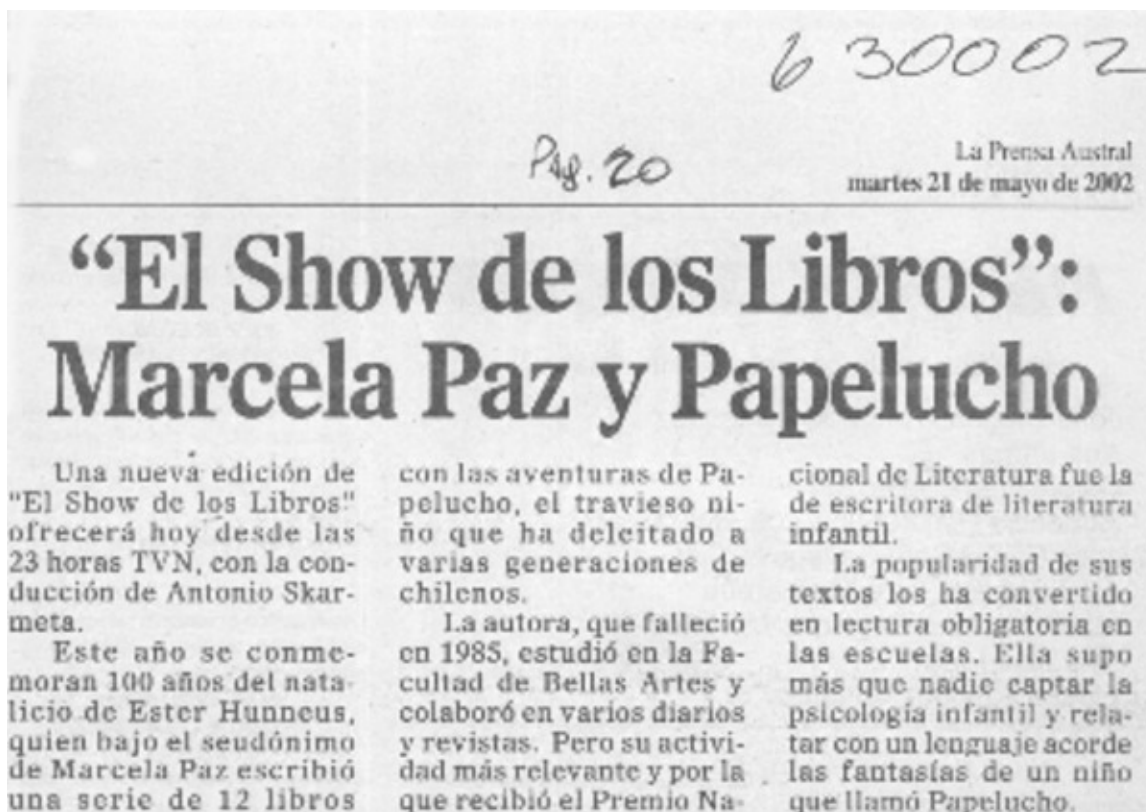 6 30002
Pág. 20
La Prensa Austral
martes 21 de mayo de 2002
“El Show de los Libros”:
Marcela Paz y Papelucho
Una nueva edición de
"El Show de los Libros"
ofrecerá hoy desde las
23 horas TVN, con la con-
ducción de Antonio Skar-
meta.
Este año se conme-
moran 100 años del nata-
licio de Ester Hunneus,
quien bajo el seudónimo
de Marcela Paz escribió
una serie de 12 libros
con las aventuras de Pa-
pelucho, el travieso ni-
ño que ha deleitado a
varias generaciones de
chilenos.
La autora, que falleció
en 1985, estudió en la Fa-
cultad de Bellas Artes y
colaboró en varios diarios
y revistas. Pero su activi-
dad más relevante y por la
que recibió el Premio Na-
cional de Literatura fue la
de escritora de literatura
infantil.
La popularidad de sus
textos los ha convertido
en lectura obligatoria en
las escuelas. Ella supo
más que nadie captar la
psicología infantil y rela-
tar con un lenguaje acorde
las fantasías de un niño
que llamó Papelucho